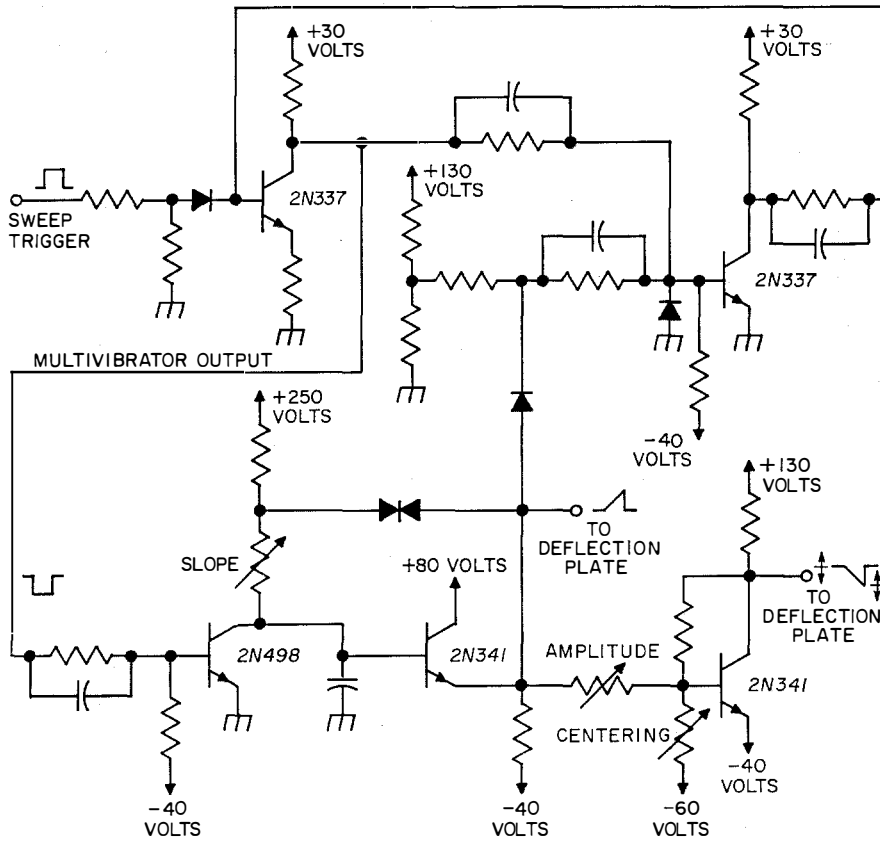 +30
VOLTS
+30
VOLTS
2N337
SWEEP
TRIGGER
+130
VOLTS
2N337
MULTIVIBRATOR OUTPUT
+250
VOLTS
-40
VOLTS
+130
VOLTS
SLOPE
TO
DEFLECTION
PLATE
+80 VOLTS
TO
DEFLECTION
PLATE
2N498
2N341
AMPLITUDE
2N341
CENTERING
-40
VOLTS
-40
VOLTS
-40
VOLTS
-60
VOLTS